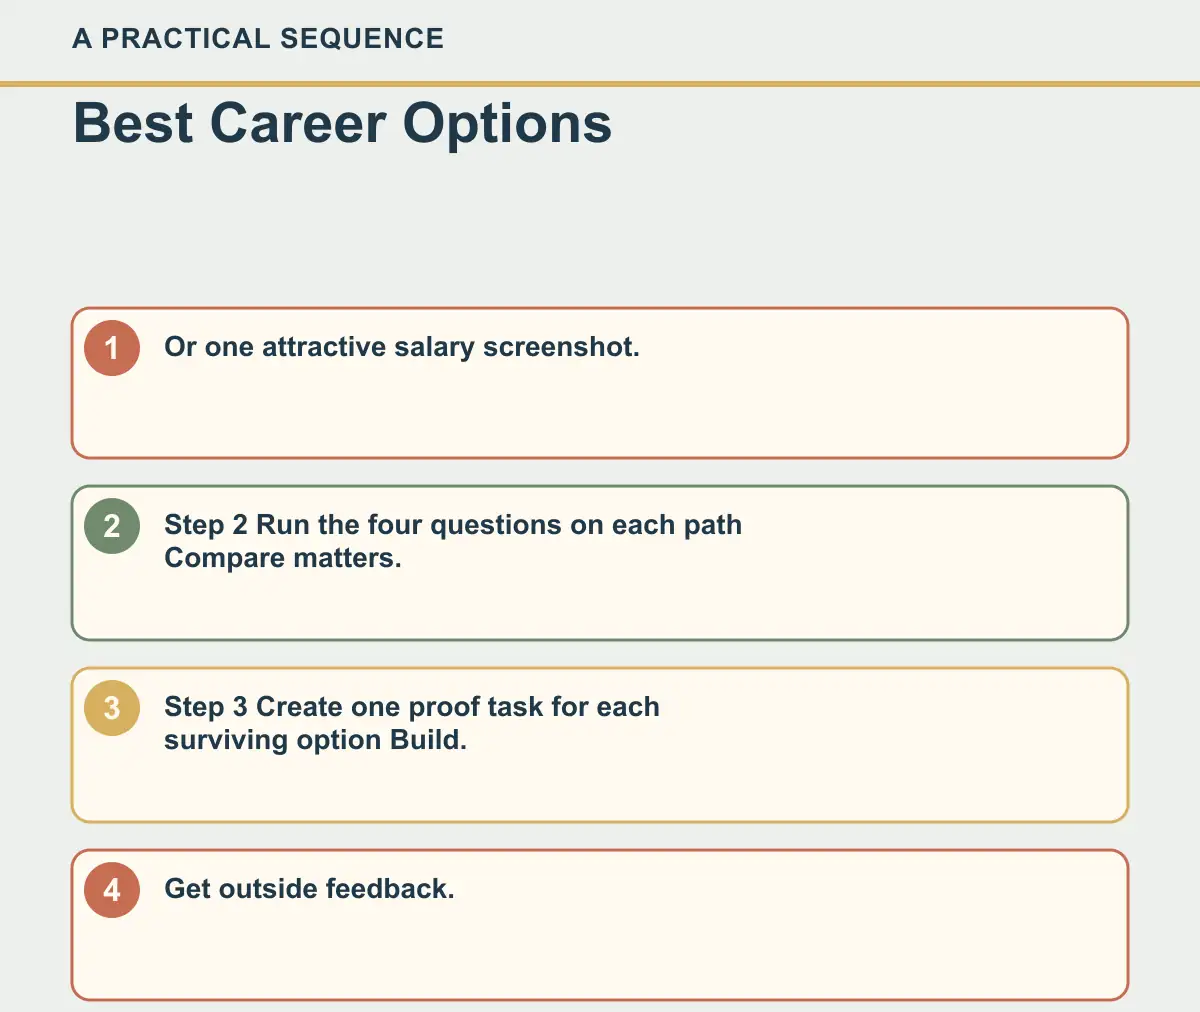 A PRACTICAL SEQUENCE
Best Career Options
1
Or one attractive salary screenshot.
2
Step 2 Run the four questions on each path
Compare matters.
3
Step 3 Create one proof task for each
surviving option Build.
4
Get outside feedback.